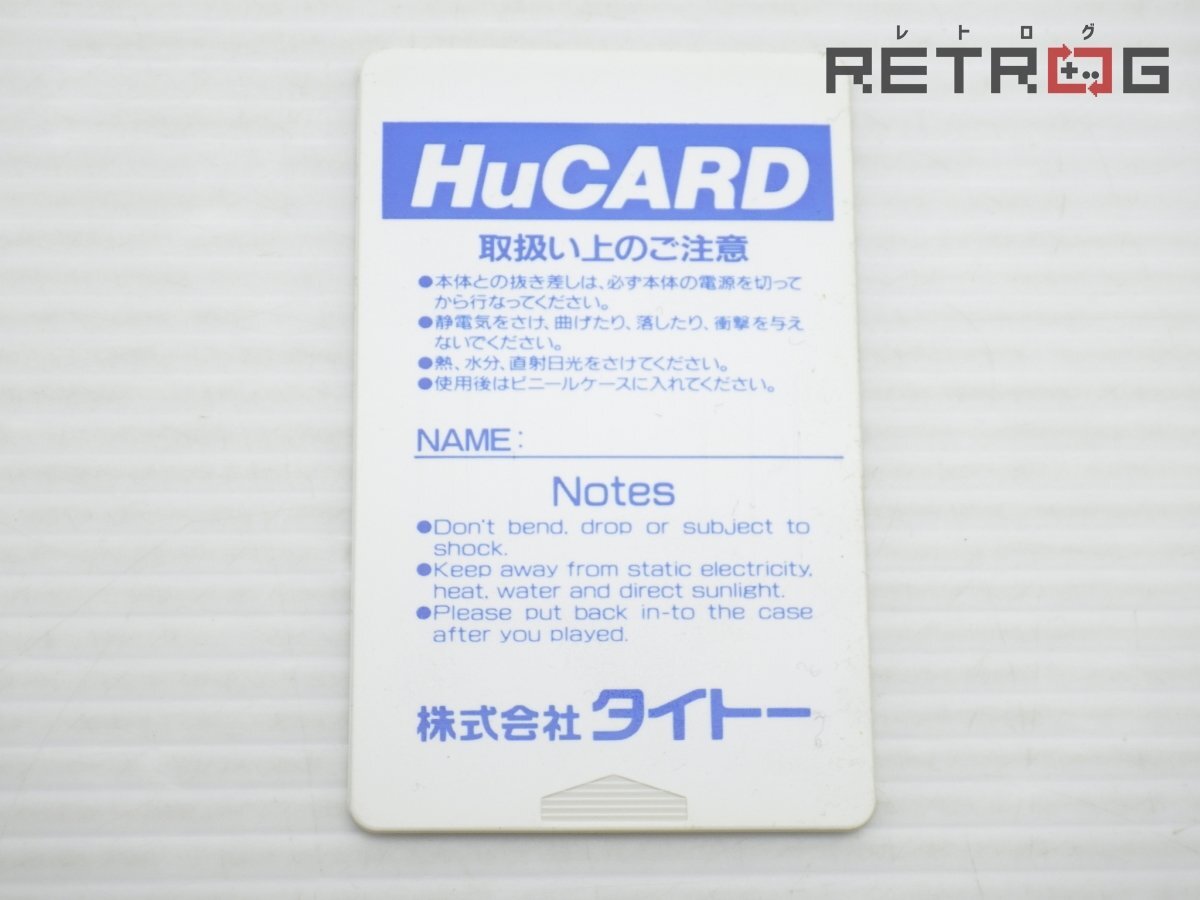 レトログ
RETROG
HuCARD
取扱い上のご注意
●本体との抜き差しは、必ず本体の電源を切って
から行なってください。
●静電気をさけ、曲げたり、落したり、衝撃を与え
ないでください。
●熱、水分、直射日光をさけてください。
●使用後はビニールケースに入れてください。
NAME:
Notes
●Don't bend, drop or subject to
shock.
●Keep away from static electricity,
heat, water and direct sunlight.
●Please put back in-to the case
after you played.
株式会社 タイトー